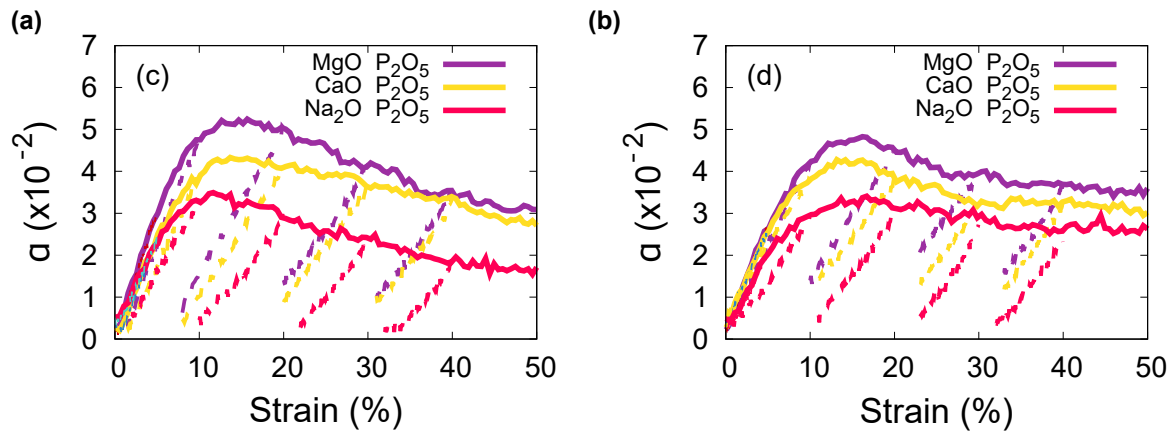 (a)
(c)
MgO P₂O₅
CaO P₂O₅
Na₂O P₂O₅
α (x10⁻²)
7
6
5
4
3
2
1
0
0 10 20 30 40 50
Strain (%)
(b)
(d)
MgO P₂O₅
CaO P₂O₅
Na₂O P₂O₅
α (x10⁻²)
7
6
5
4
3
2
1
0
0 10 20 30 40 50
Strain (%)